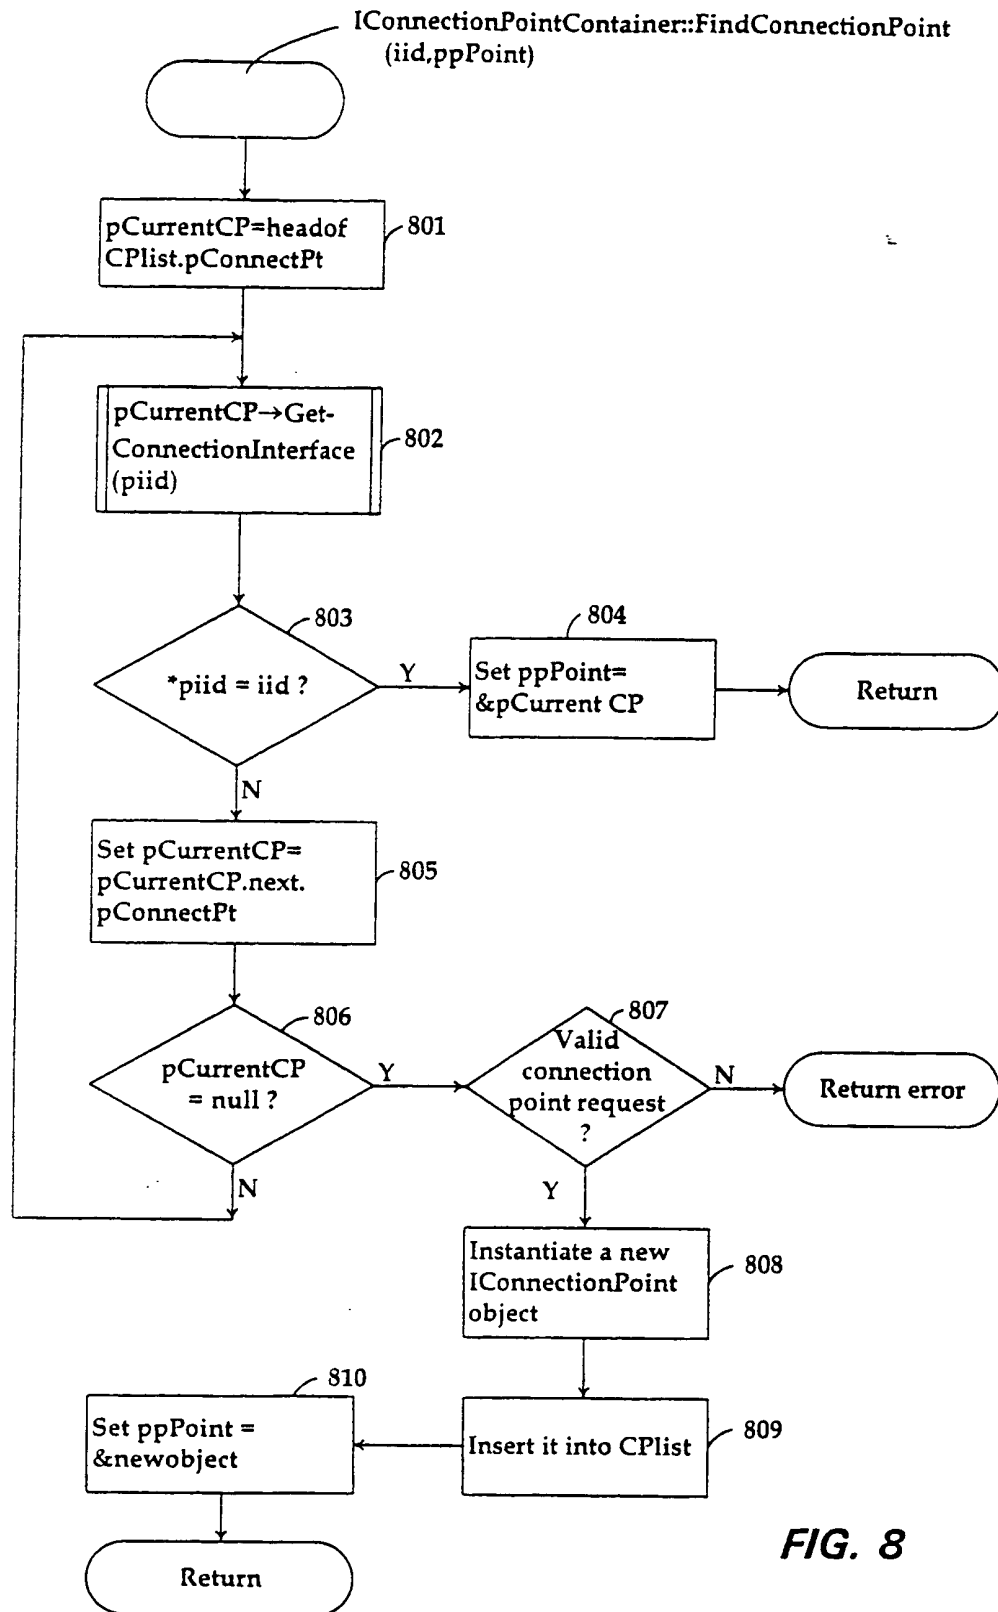 IConnectionPointContainer::FindConnectionPoint
(iid,ppPoint)
pCurrentCP=headof
CPlist.pConnectPt
801
pCurrentCP→Get-
ConnectionInterface
(piid)
802
803
*piid = iid ?
Y
804
Set ppPoint=
&pCurrent CP
Return
N
Set pCurrentCP=
pCurrentCP.next.
pConnectPt
805
806
pCurrentCP
= null ?
Y
N
807
Valid
connection
point request
?
N
Return error
Y
Instantiate a new
IConnectionPoint
object
808
Insert it into CPlist
809
810
Set ppPoint =
&newobject
Return
FIG. 8